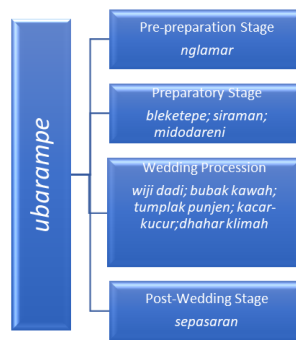 ubarampe
Pre-preparation Stage
nglamar
Preparatory Stage
bleketepe; siraman;
midodareni
Wedding Procession
wiji dadi; bubak kawah;
tumplak punjen; kacar-
kucur;dhahar klimah
Post-Wedding Stage
sepasaran